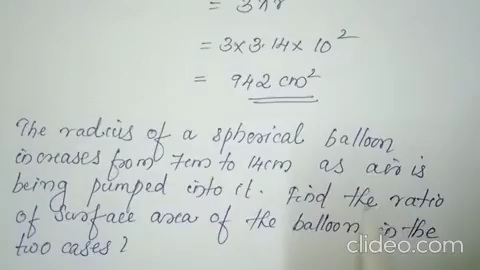 = 3πr
= 3×3.14×10²
= 942 cm²
The radius of a spherical balloon
increases from 7cm to 14cm as air is
being pumped into it. Find the ratio
of surface area of the balloon in the
two cases?
clideo.com